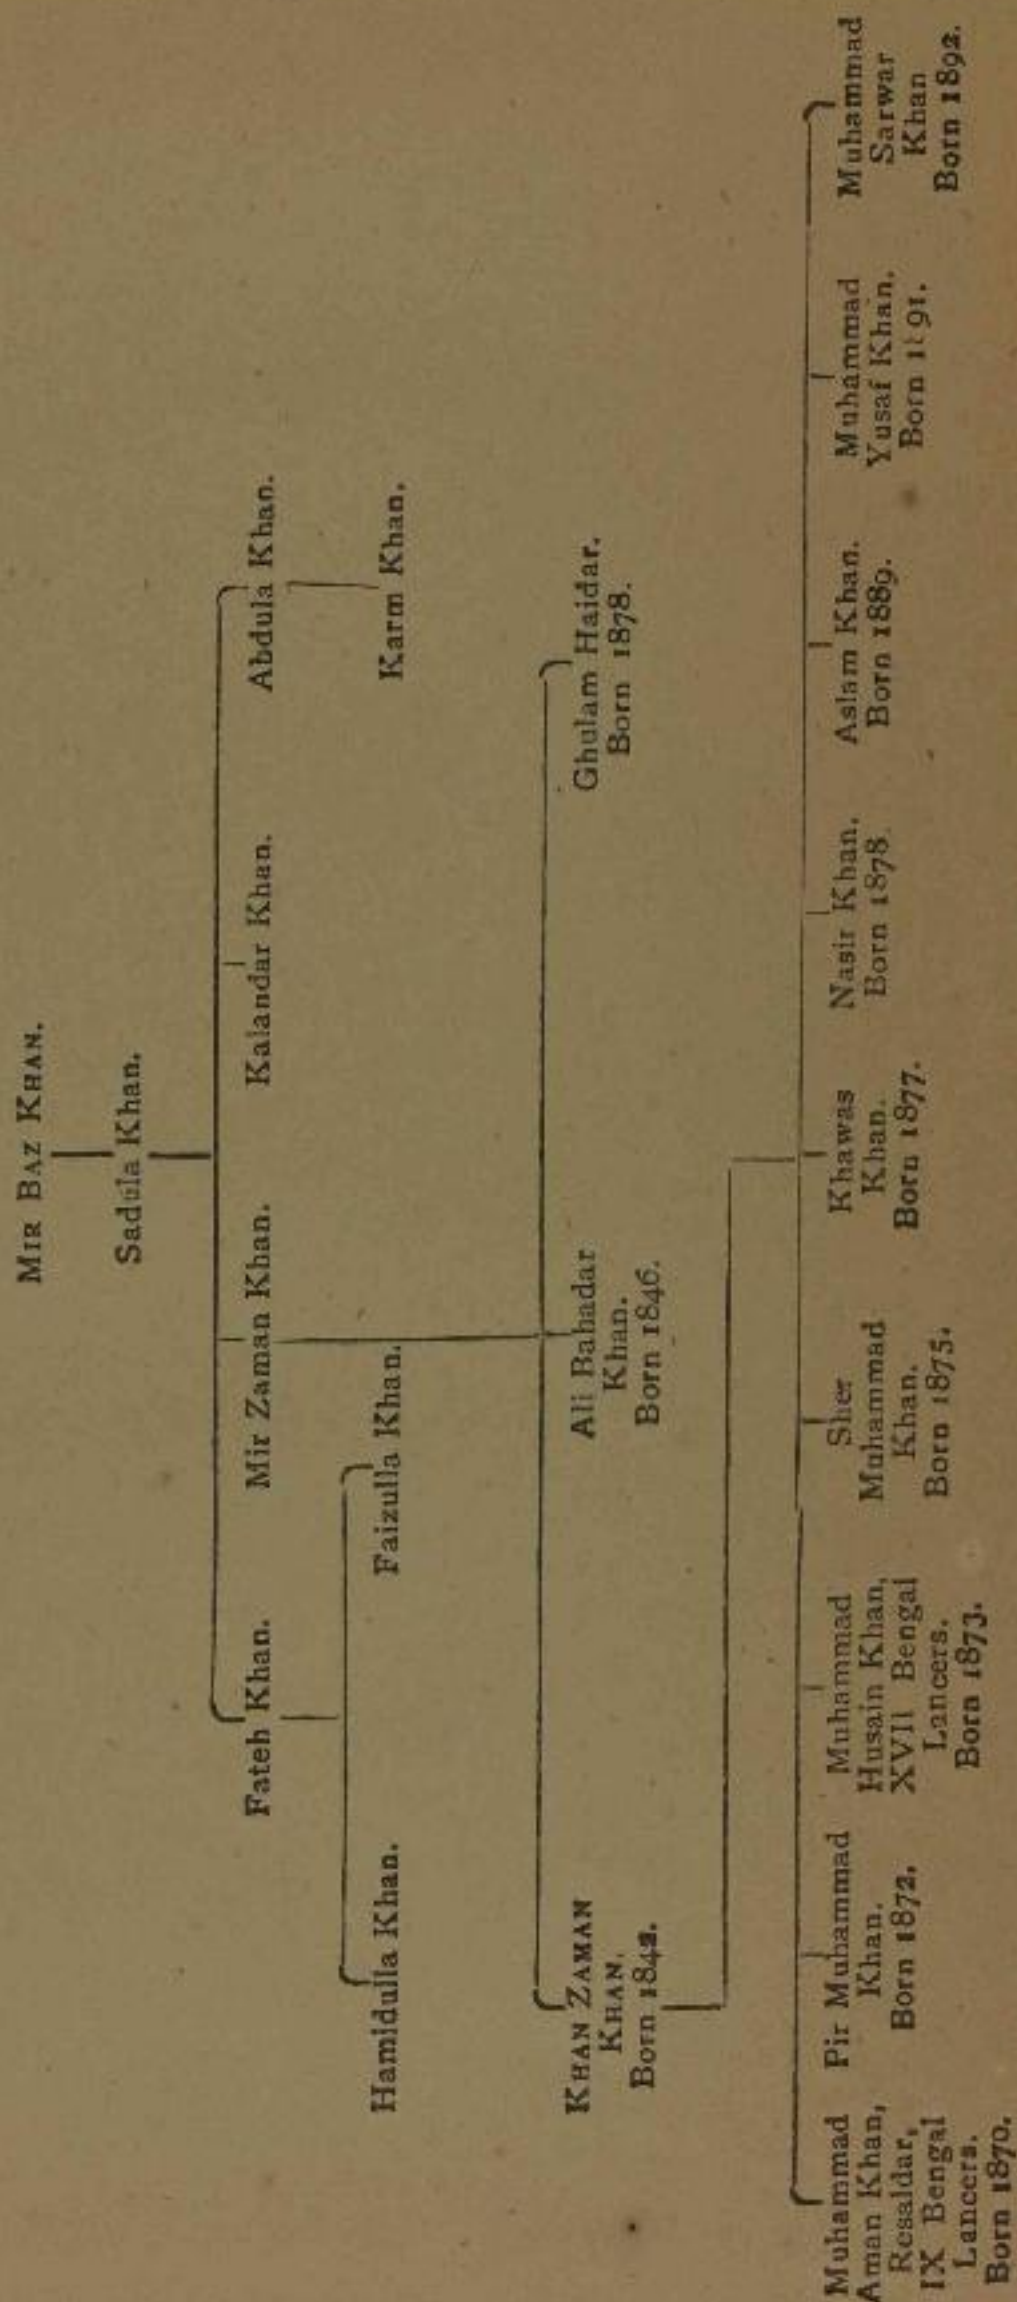 MIR BAZ KHAN.
Sadula Khan.
Fateh Khan.
Mir Zaman Khan.
Kalandar Khan.
Abdula Khan.
Hamidulla Khan.
Faizulla Khan.
Karm Khan.
KHAN ZAMAN
KHAN.
Born 1842.
Ali Bahadar
Khan.
Born 1846.
Ghulam Haidar.
Born 1878.
Muhammad
Aman Khan,
Resaldar,
IX Bengal
Lancers.
Born 1870.
Pir Muhammad
Khan.
Born 1872.
Muhammad
Husain Khan,
XVII Bengal
Lancers.
Born 1873.
Sher
Muhammad
Khan.
Born 1875.
Khawas
Khan.
Born 1877.
Nasir Khan.
Born 1878
Aslam Khan.
Born 1889.
Muhammad
Yusaf Khan.
Born 1891.
Muhammad
Sarwar
Khan
Born 1892.